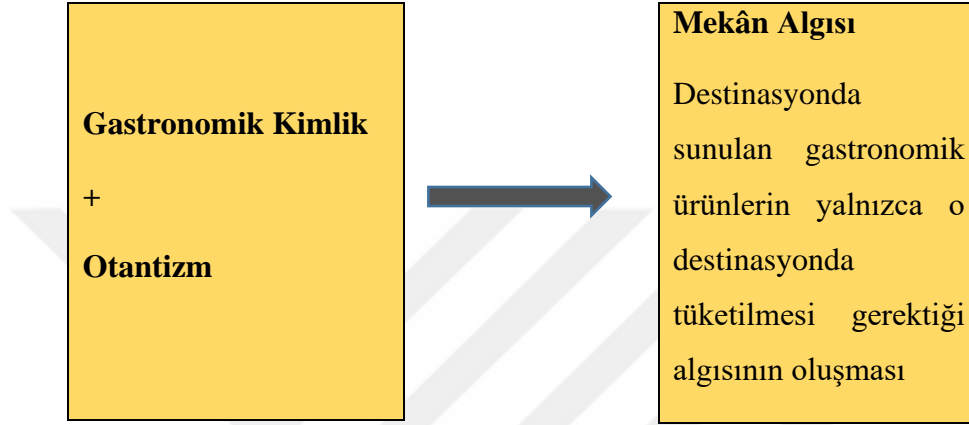 Gastronomik Kimlik
+
Otantizm
Mekân Algısı
Destinasyonda
sunulan gastronomik
ürünlerin yalnızca o
destinasyonda
tüketilmesi gerektiği
algısının oluşması